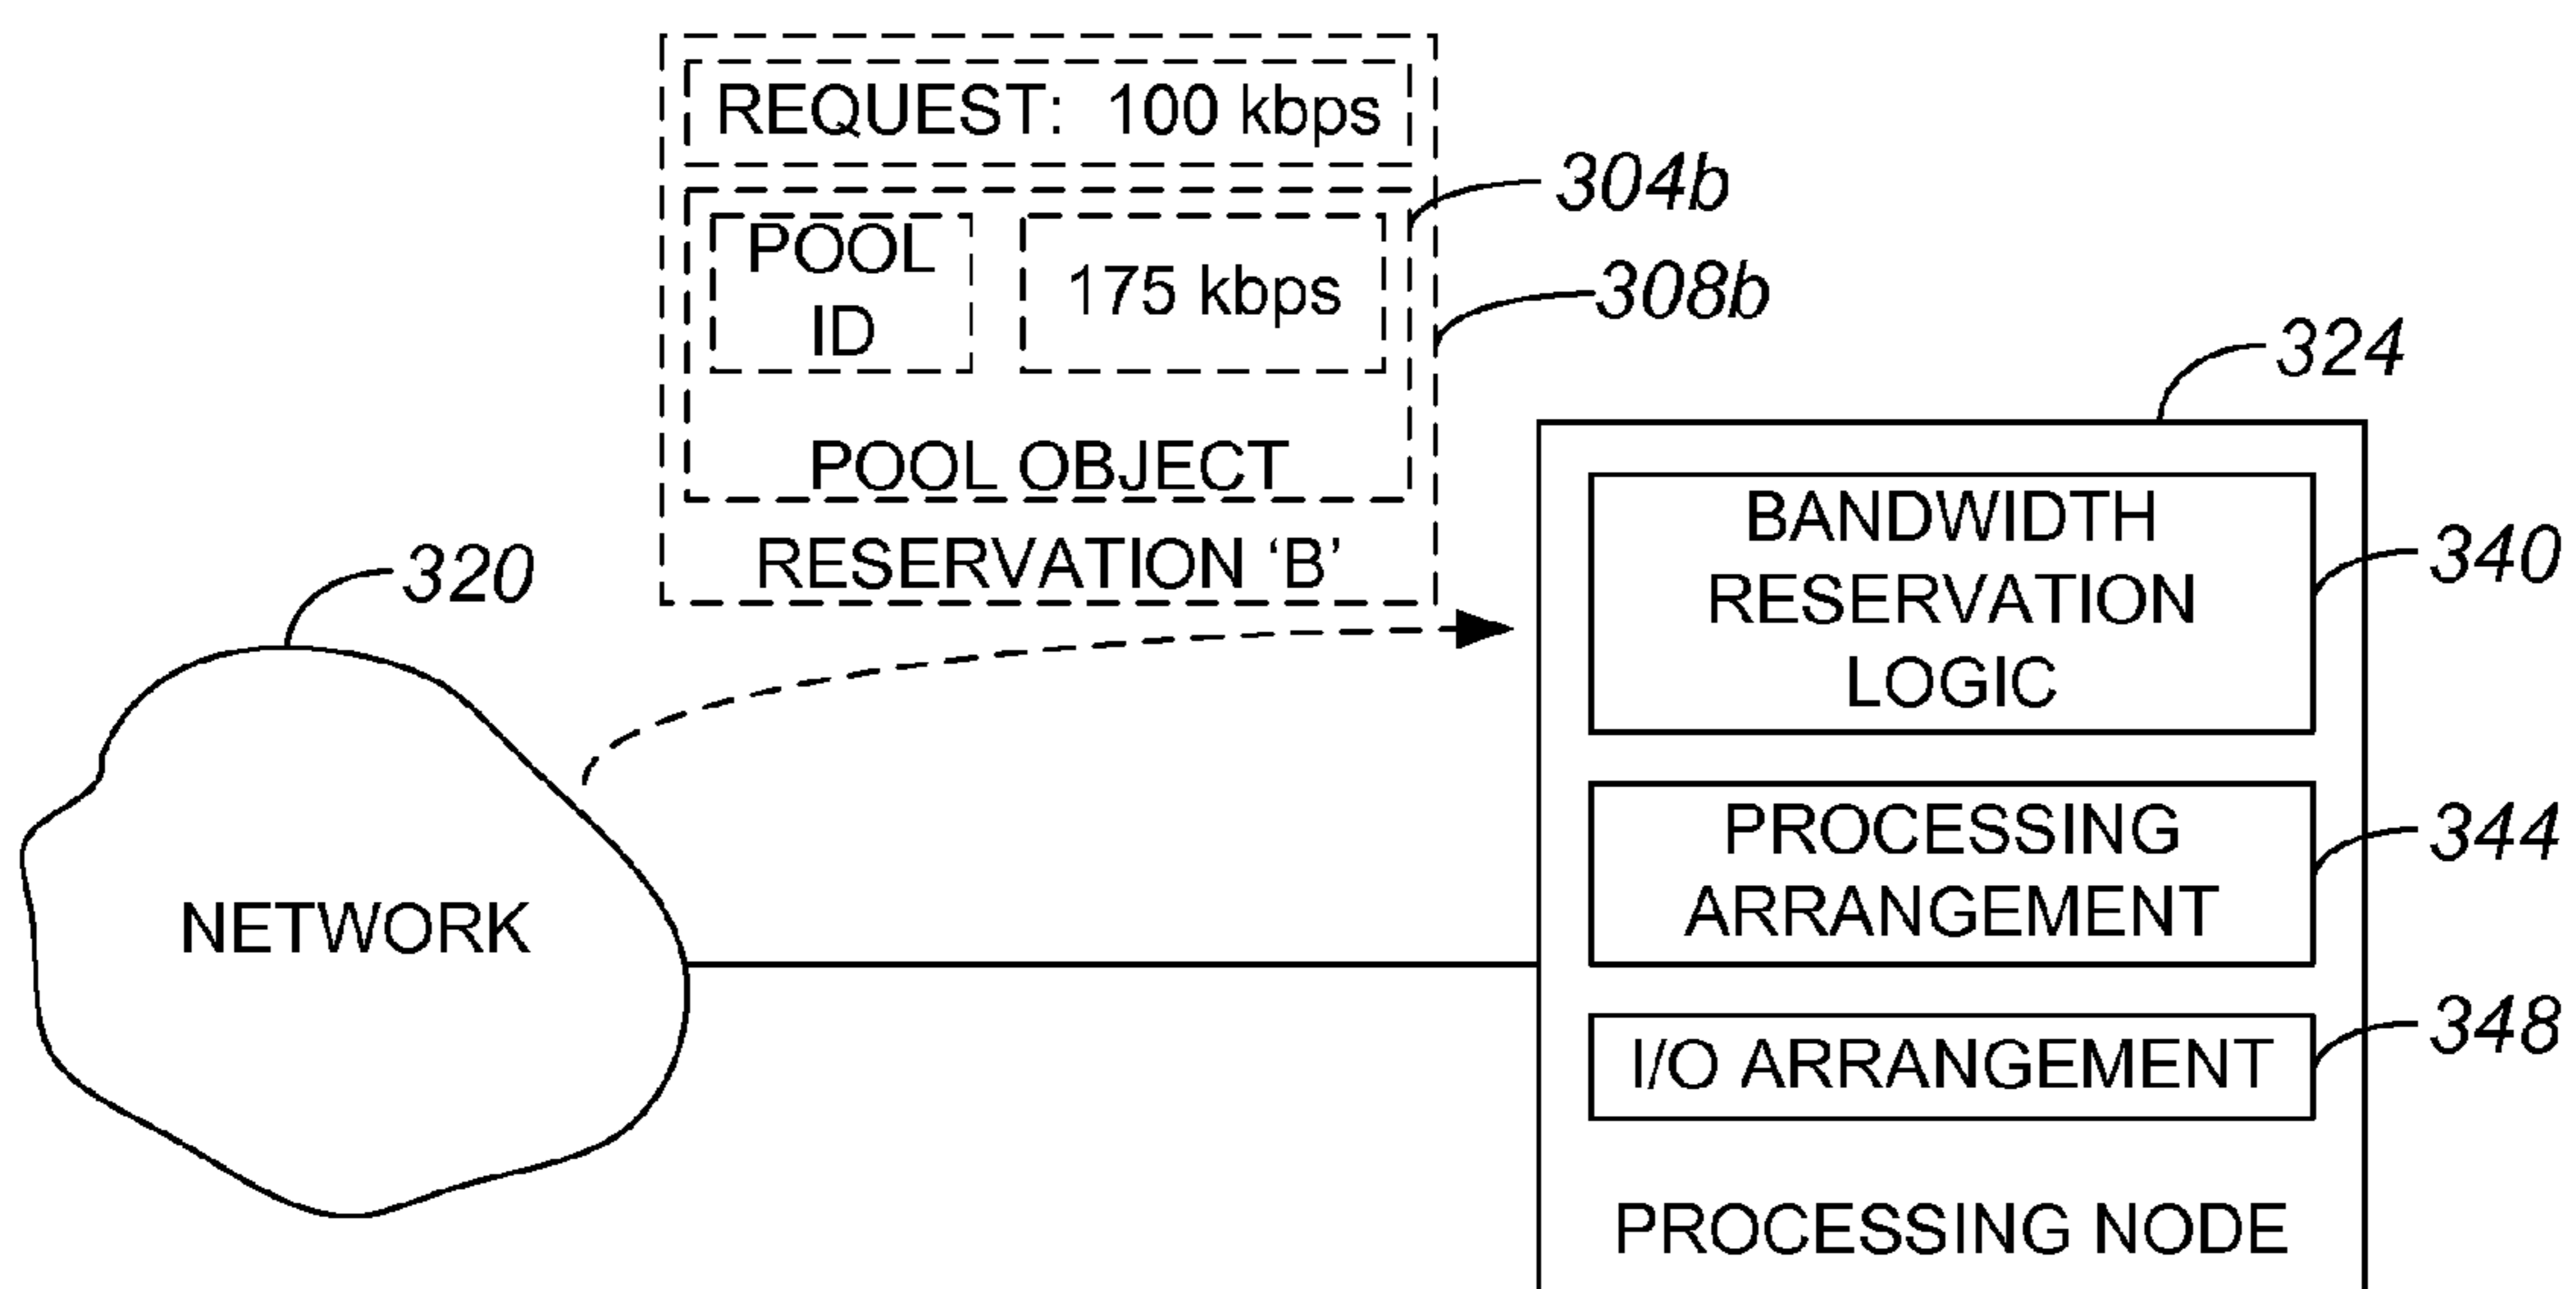 REQUEST: 100 kbps
304b
POOL
ID
175 kbps
308b
324
POOL OBJECT
RESERVATION ‘B’
320
BANDWIDTH
RESERVATION
LOGIC
340
PROCESSING
ARRANGEMENT
344
NETWORK
I/O ARRANGEMENT
348
PROCESSING NODE